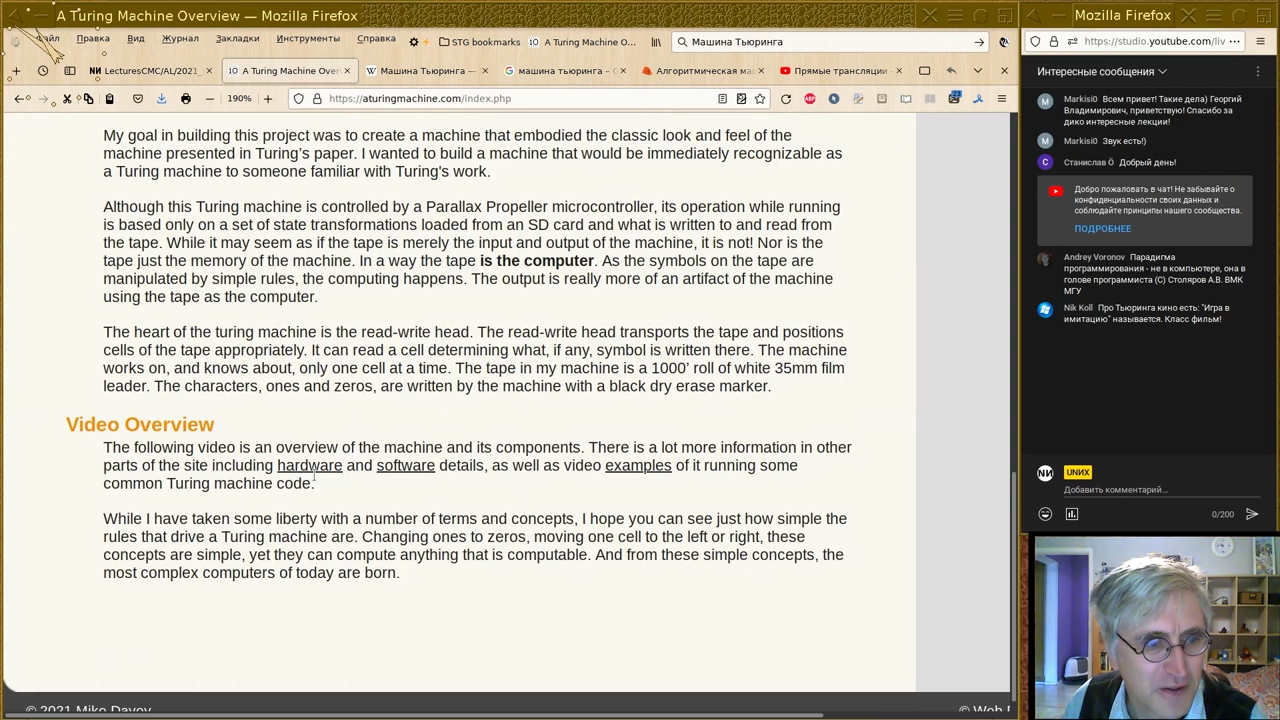 A Turing Machine Overview — Mozilla Firefox
Mozilla Firefox
Правка Вид Журнал Закладки Инструменты Справка
STG bookmarks
A Turing Machine O...
Машина Тьюринга
https://studio.youtube.com/liv
LecturesCMC/AL/2021
A Turing Machine Over
Машина Тьюринга —
машина тьюринга – G
Алгоритмическая ма
Прямые трансляции -
190%
https://aturingmachine.com/index.php
23
My goal in building this project was to create a machine that embodied the classic look and feel of the
machine presented in Turing’s paper. I wanted to build a machine that would be immediately recognizable as
a Turing machine to someone familiar with Turing's work.
Although this Turing machine is controlled by a Parallax Propeller microcontroller, its operation while running
is based only on a set of state transformations loaded from an SD card and what is written to and read from
the tape. While it may seem as if the tape is merely the input and output of the machine, it is not! Nor is the
tape just the memory of the machine. In a way the tape is the computer. As the symbols on the tape are
manipulated by simple rules, the computing happens. The output is really more of an artifact of the machine
using the tape as the computer.
The heart of the turing machine is the read-write head. The read-write head transports the tape and positions
cells of the tape appropriately. It can read a cell determining what, if any, symbol is written there. The machine
works on, and knows about, only one cell at a time. The tape in my machine is a 1000’ roll of white 35mm film
leader. The characters, ones and zeros, are written by the machine with a black dry erase marker.
Video Overview
The following video is an overview of the machine and its components. There is a lot more information in other
parts of the site including hardware and software details, as well as video examples of it running some
common Turing machine code.
While I have taken some liberty with a number of terms and concepts, I hope you can see just how simple the
rules that drive a Turing machine are. Changing ones to zeros, moving one cell to the left or right, these
concepts are simple, yet they can compute anything that is computable. And from these simple concepts, the
most complex computers of today are born.
© 2021 Mike Davey
© Web
Интересные сообщения
M
Markisi0 Всем привет! Такие дела) Георгий
Владимирович, приветствую! Спасибо за
дико интересные лекции!
M
Markisi0 Звук есть!)
C
Станислав Ö Добрый день!
Добро пожаловать в чат! Не забывайте о
конфиденциальности своих данных и
соблюдайте принципы нашего сообщества.
ПОДРОБНЕЕ
Andrey Voronov Парадигма
программирования - не в компьютере, она в
голове программиста (С) Столяров А.В. ВМК
МГУ
Nik Koll Про Тьюринга кино есть: "Игра в
имитацию" называется. Класс фильм!
UNИX
Добавить комментарий...
0/200